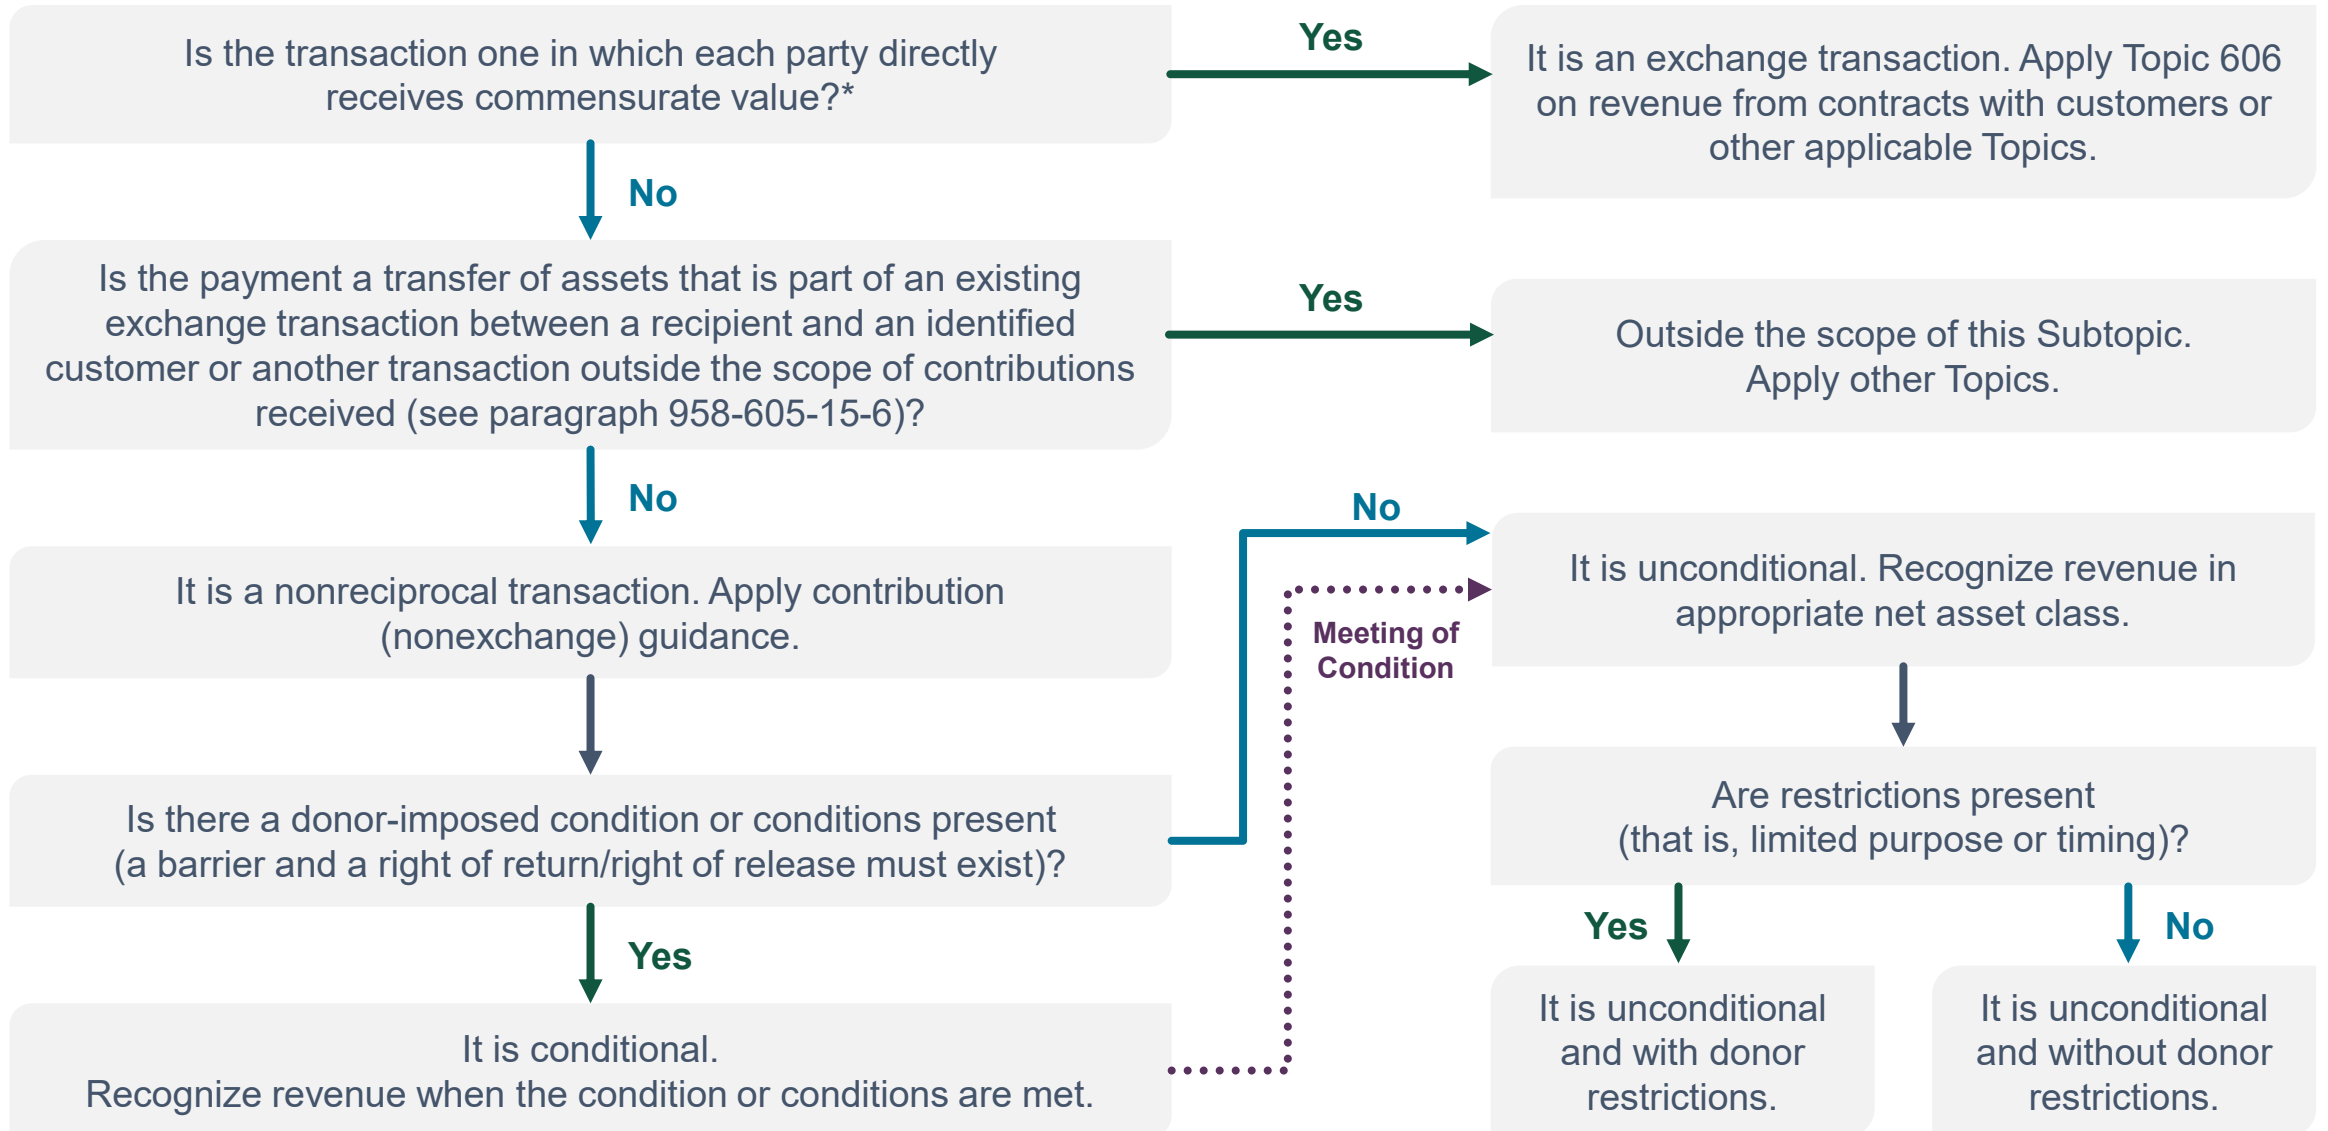 Is the transaction one in which each party directly
receives commensurate value?*
Yes
It is an exchange transaction. Apply Topic 606
on revenue from contracts with customers or
other applicable Topics.
No
Is the payment a transfer of assets that is part of an existing
exchange transaction between a recipient and an identified
customer or another transaction outside the scope of contributions
received (see paragraph 958-605-15-6)?
Yes
Outside the scope of this Subtopic.
Apply other Topics.
No
It is a nonreciprocal transaction. Apply contribution
(nonexchange) guidance.
Is there a donor-imposed condition or conditions present
(a barrier and a right of return/right of release must exist)?
No
Meeting of
Condition
It is unconditional. Recognize revenue in
appropriate net asset class.
Yes
It is conditional.
Recognize revenue when the condition or conditions are met.
Are restrictions present
(that is, limited purpose or timing)?
Yes
It is unconditional
and with donor
restrictions.
No
It is unconditional
and without donor
restrictions.